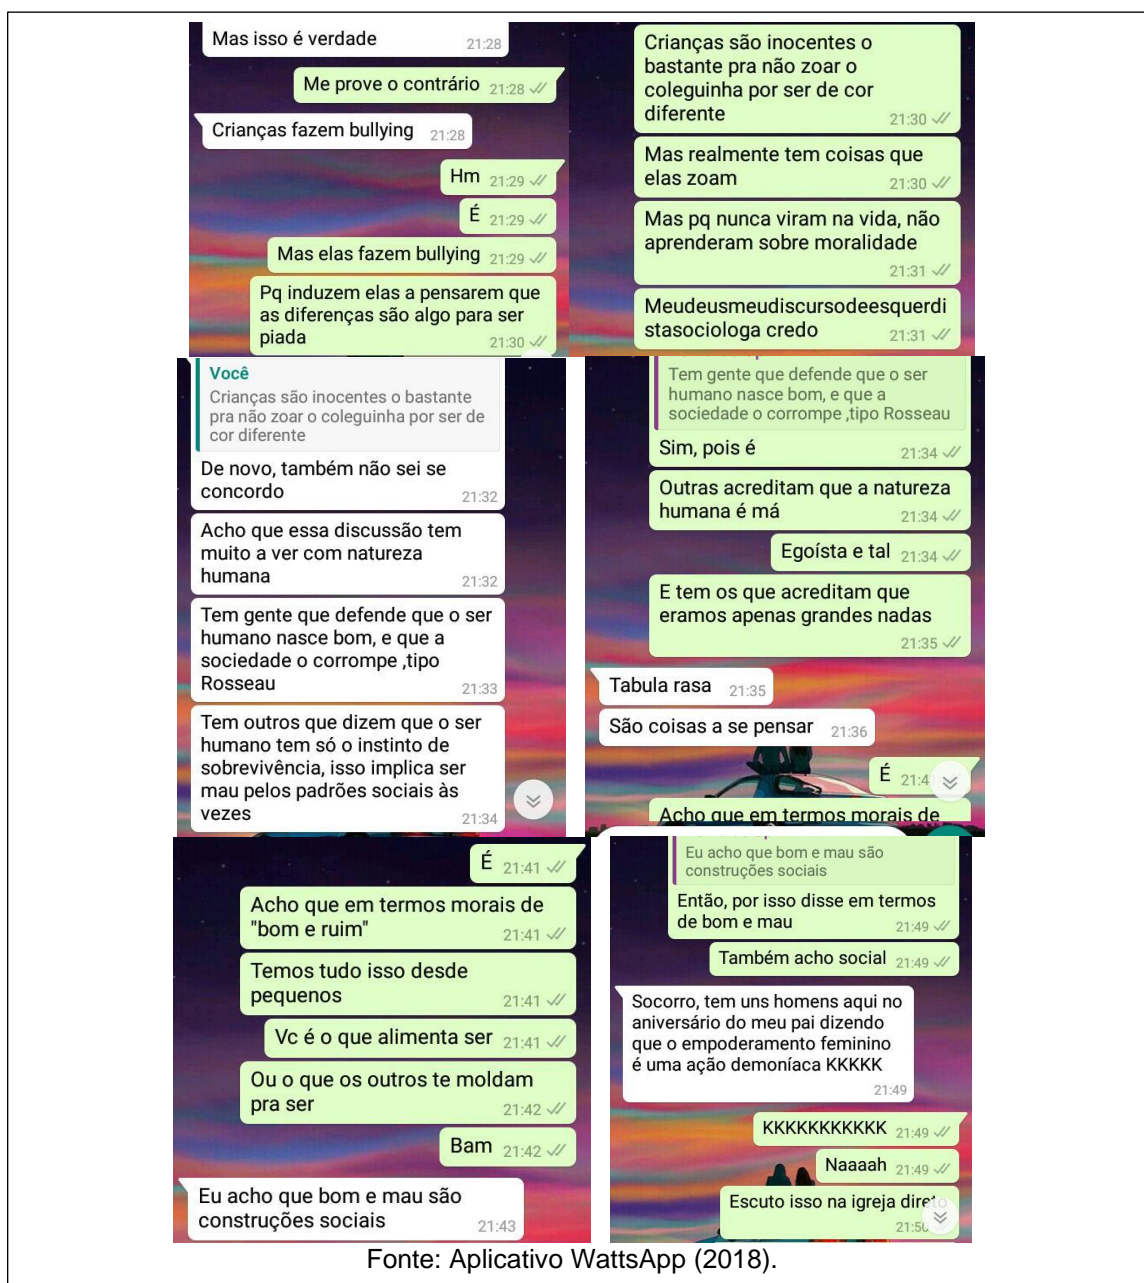 Mas isso é verdade 21:28
Me prove o contrário 21:28
Crianças fazem bullying 21:28
Hm 21:29
É 21:29
Mas elas fazem bullying 21:29
Pq induzem elas a pensarem que
as diferenças são algo para ser
piada 21:30
Crianças são inocentes o
bastante pra não zoar o
coleguinha por ser de cor
diferente 21:30
Mas realmente tem coisas que
elas zoam 21:30
Mas pq nunca viram na vida, não
aprenderam sobre moralidade
21:31
Meudeusmeudiscursodeesquerdi
stasociologa credo 21:31
Você
Crianças são inocentes o bastante
pra não zoar o coleguinha por ser de
cor diferente
De novo, também não sei se
concordo 21:32
Acho que essa discussão tem
muito a ver com natureza
humana 21:32
Tem gente que defende que o ser
humano nasce bom, e que a
sociedade o corrompe ,tipo
Rosseau 21:33
Tem outros que dizem que o ser
humano tem só o instinto de
sobrevivência, isso implica ser
mau pelos padrões sociais às
vezes 21:34
Tem gente que defende que o ser
humano nasce bom, e que a
sociedade o corrompe ,tipo Rosseau
Sim, pois é 21:34
Outras acreditam que a natureza
humana é má 21:34
Egoísta e tal 21:34
E tem os que acreditam que
eramos apenas grandes nadas
21:35
Tabula rasa 21:35
São coisas a se pensar 21:36
É 21:4
Acho que em termos morais de
É 21:41
Acho que em termos morais de
"bom e ruim" 21:41
Temos tudo isso desde
pequenos 21:41
Vc é o que alimenta ser 21:41
Ou o que os outros te moldam
pra ser 21:42
Bam 21:42
Eu acho que bom e mau são
construções sociais 21:43
Eu acho que bom e mau são
construções sociais
Então, por isso disse em termos
de bom e mau 21:49
Também acho social 21:49
Socorro, tem uns homens aqui no
aniversário do meu pai dizendo
que o empoderamento feminino
é uma ação demoníaca KKKKK
21:49
KKKKKKKKKKK 21:49
Naaaah 21:49
Escuto isso na igreja direto
21:50
Fonte: Aplicativo WattsApp (2018).